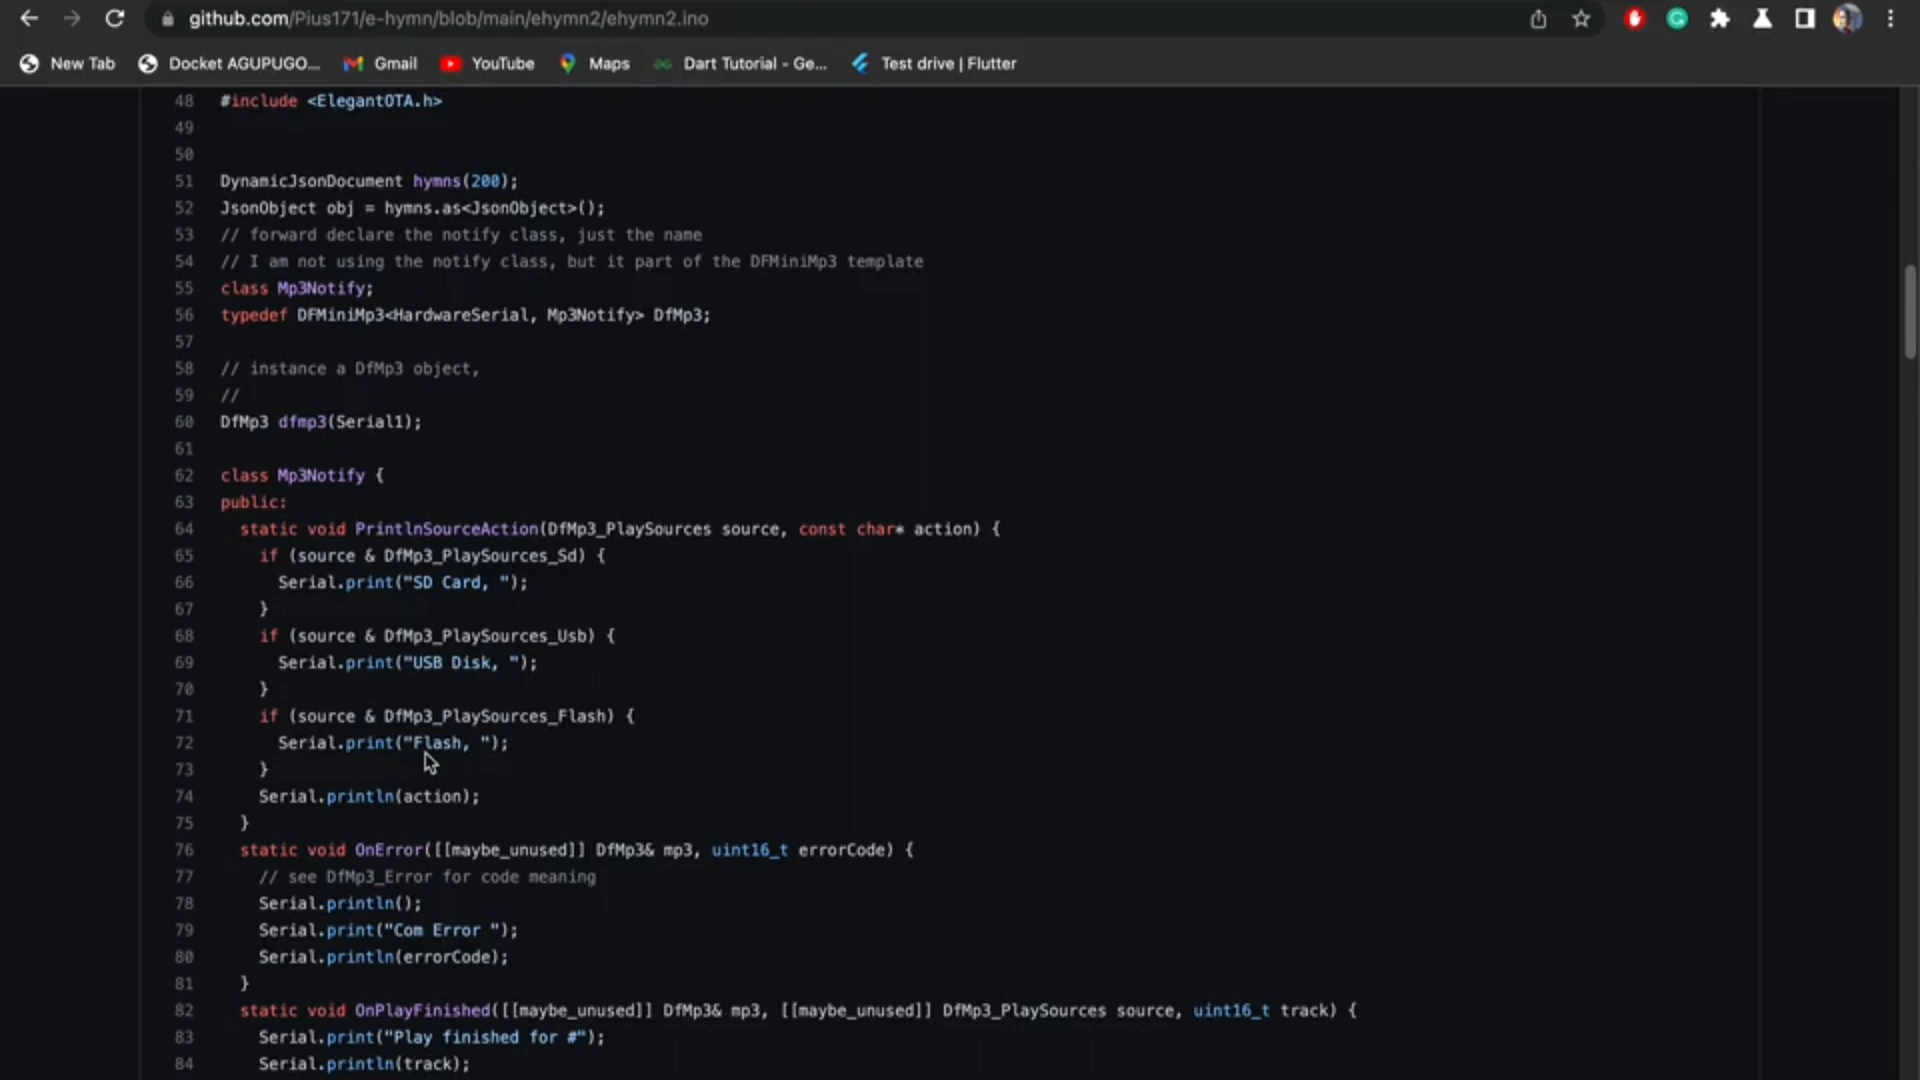 github.com/Pius171/e-hymn/blob/main/ehymn2/ehymn2.ino
New Tab Docket AGUPUGO... Gmail YouTube Maps Dart Tutorial - Ge... Test drive | Flutter
48 #include <ElegantOTA.h>
49
50
51 DynamicJsonDocument hymns(200);
52 JsonObject obj = hymns.as<JsonObject>();
53 // forward declare the notify class, just the name
54 // I am not using the notify class, but it part of the DFMiniMp3 template
55 class Mp3Notify;
56 typedef DFMiniMp3<HardwareSerial, Mp3Notify> DfMp3;
57
58 // instance a DfMp3 object,
59 //
60 DfMp3 dfmp3(Serial1);
61
62 class Mp3Notify {
63 public:
64 static void PrintlnSourceAction(DfMp3_PlaySources source, const char* action) {
65 if (source & DfMp3_PlaySources_Sd) {
66 Serial.print("SD Card, ");
67 }
68 if (source & DfMp3_PlaySources_Usb) {
69 Serial.print("USB Disk, ");
70 }
71 if (source & DfMp3_PlaySources_Flash) {
72 Serial.print("Flash, ");
73 }
74 Serial.println(action);
75 }
76 static void OnError([[maybe_unused]] DfMp3& mp3, uint16_t errorCode) {
77 // see DfMp3_Error for code meaning
78 Serial.println();
79 Serial.print("Com Error ");
80 Serial.println(errorCode);
81 }
82 static void OnPlayFinished([[maybe_unused]] DfMp3& mp3, [[maybe_unused]] DfMp3_PlaySources source, uint16_t track) {
83 Serial.print("Play finished for #");
84 Serial.println(track);